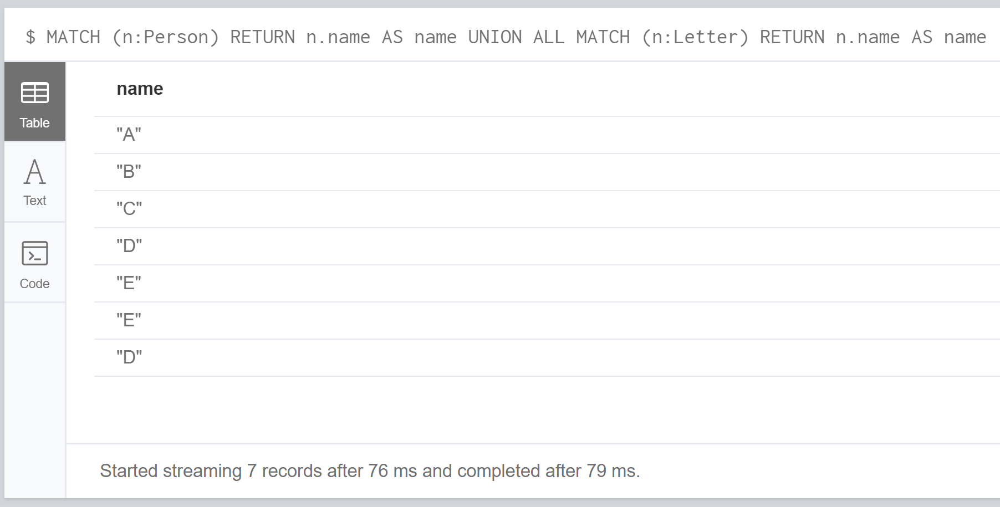 $ MATCH (n:Person) RETURN n.name AS name UNION ALL MATCH (n:Letter) RETURN n.name AS name
Table
Text
Code
name
"A"
"B"
"C"
"D"
"E"
"E"
"D"
Started streaming 7 records after 76 ms and completed after 79 ms.